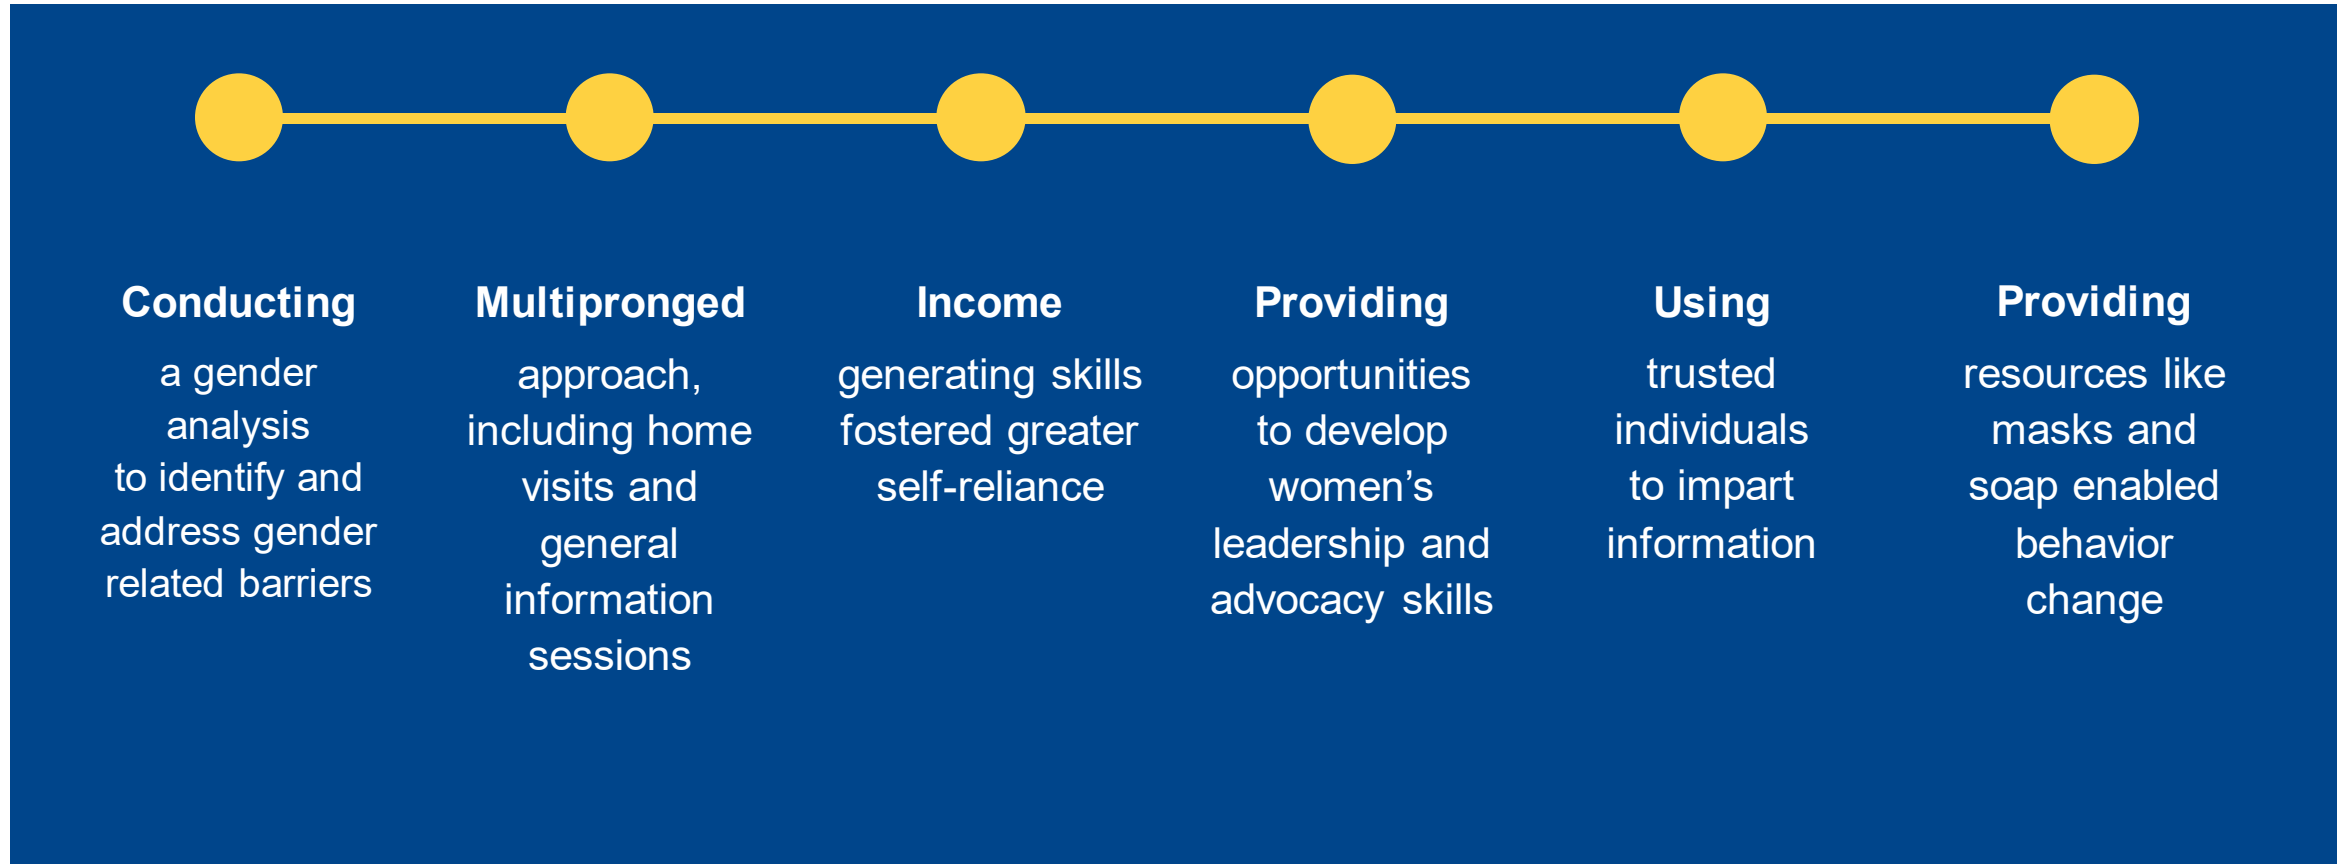 Conducting
a gender
analysis
to identify and
address gender
related barriers
Multipronged
approach,
including home
visits and
general
information
sessions
Income
generating skills
fostered greater
self-reliance
Providing
opportunities
to develop
women’s
leadership and
advocacy skills
Using
trusted
individuals
to impart
information
Providing
resources like
masks and
soap enabled
behavior
change